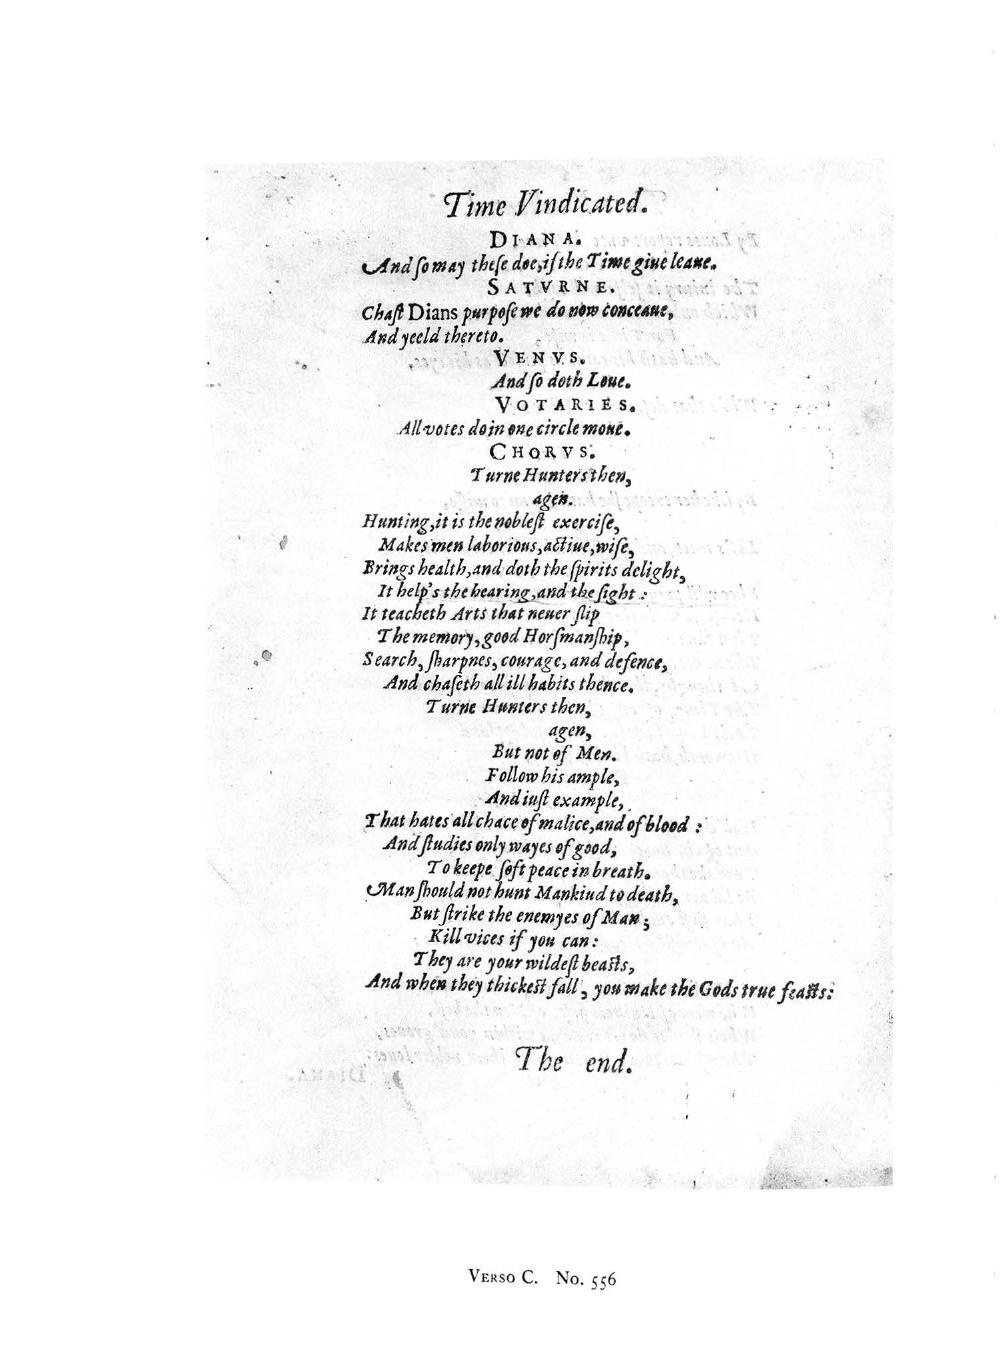 Time Vindicated.
DIANA.
And ſo may theſe doe, if the Time giue leaue.
SATVRNE.
Chaſt Dians purpoſe we do now conceaue,
And yeeld thereto.
VENVS.
And ſo doth Loue.
VOTARIES.
All votes do in one circle moue.
CHORVS.
Turne Hunters then,
agen.
Hunting, it is the nobleſt exerciſe,
Makes men laborious, actiue, wiſe,
Brings health, and doth the ſpirits delight,
It help's the hearing, and the ſight :
It teacheth Arts that neuer ſlip
The memory, good Horſmanſhip,
Search, ſharpnes, courage, and defence,
And chaſeth all ill habits thence.
Turne Hunters then,
agen,
But not of Men.
Follow his ample,
And iuſt example,
That hates all chace of malice, and of blood :
And ſtudies only wayes of good,
To keepe ſoft peace in breath.
Man ſhould not hunt Mankiud to death,
But ſtrike the enemyes of Man ;
Kill vices if you can :
They are your wildeſt beaſts,
And when they thickeſt fall, you make the Gods true feaſts:
The end.
DIANA.
VERSO C. No. 556